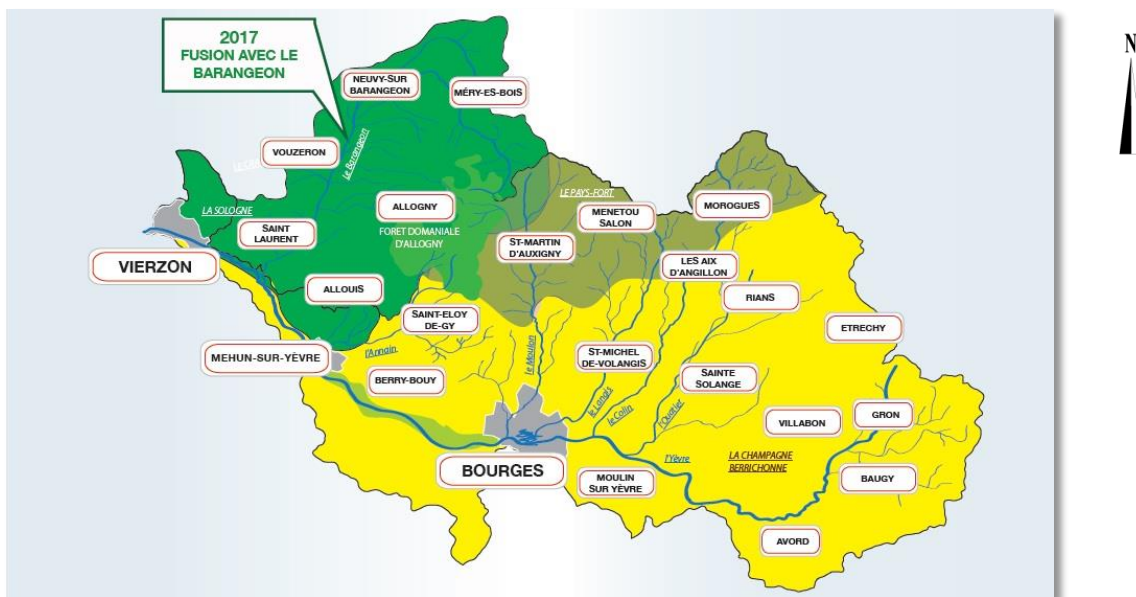 2017
FUSION AVEC LE
BARANGEON
N
NEUVY-SUR
BARANGEON
MÉRY-ES-BOIS
VOUZERON
Le Barangeon
LA SOLOGNE
ALLOGNY
FORET DOMANIALE
D'ALLOGNY
LE PAYS-FORT
MENETOU
SALON
MOROGUES
SAINT
LAURENT
ST-MARTIN
D'AUXIGNY
LES AIX
D'ANGILLON
VIERZON
ALLOUIS
RIANS
SAINT-ELOY
DE-GY
ETRECHY
MEHUN-SUR-YÈVRE
l'Annain
Le Moulon
ST-MICHEL
DE-VOLANGIS
BERRY-BOUY
SAINTE
SOLANGE
le Langis
le Colin
l'Ouatier
VILLABON
GRON
BOURGES
l'Yèvre
LA CHAMPAGNE
BERRICHONNE
MOULIN
SUR YÈVRE
BAUGY
AVORD